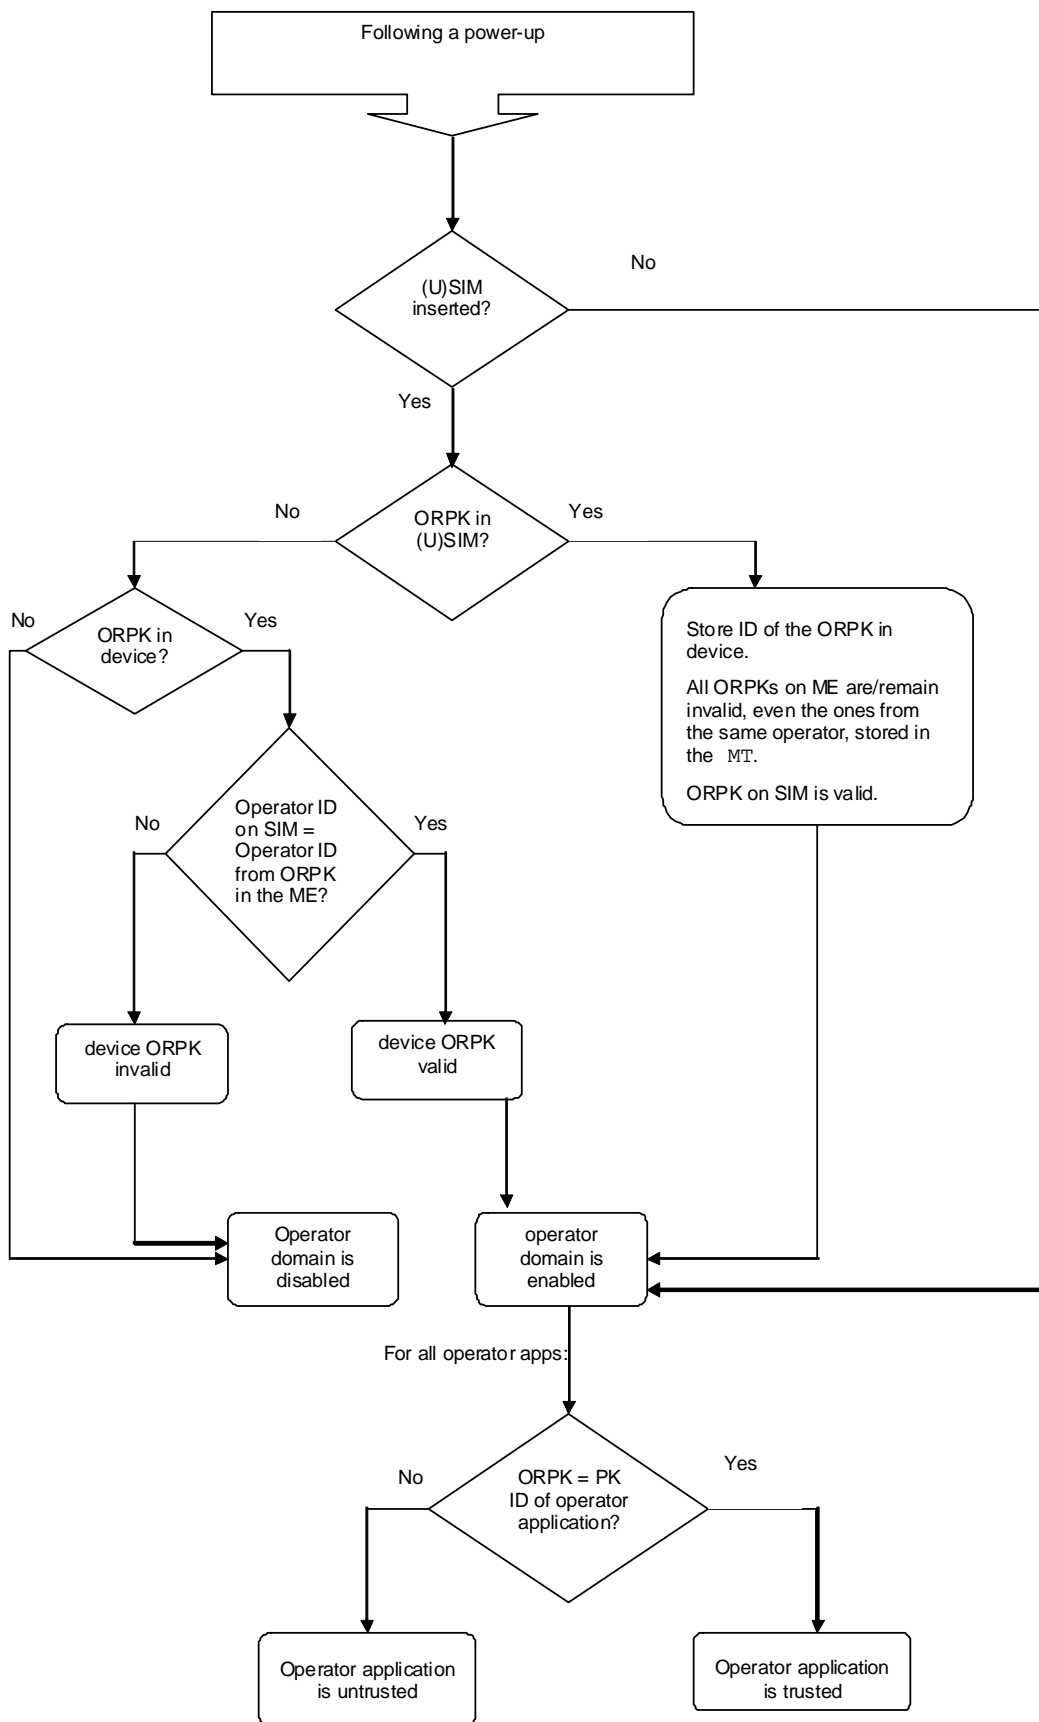 Following a power-up
No
(U)SIM
inserted?
Yes
No
ORPK in
(U)SIM?
Yes
No
ORPK in
device?
Yes
Store ID of the ORPK in
device.
All ORPKs on ME are/remain
invalid, even the ones from
the same operator, stored in
the MT.
ORPK on SIM is valid.
No
Operator ID
on SIM =
Operator ID
from ORPK
in the ME?
Yes
device ORPK
invalid
device ORPK
valid
Operator
domain is
disabled
operator
domain is
enabled
For all operator apps:
No
ORPK = PK
ID of operator
application?
Yes
Operator application
is untrusted
Operator application
is trusted